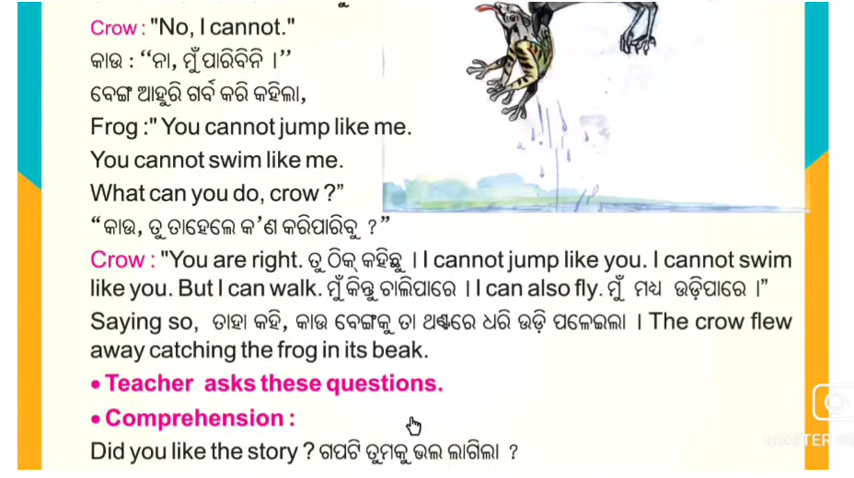 Crow : "No, I cannot."
କାଉ : “ନା, ମୁଁ ପାରିବିନି ।”
ବେଙ୍ଗ ଆହୁରି ଗର୍ବ କରି କହିଲା,
Frog :" You cannot jump like me.
You cannot swim like me.
What can you do, crow ?”
“କାଉ, ତୁ ତାହେଲେ କ'ଣ କରିପାରିବୁ ?”
Crow : "You are right. ତୁ ଠିକ୍ କହିଛୁ । I cannot jump like you. I cannot swim
like you. But I can walk. ମୁଁ କିନ୍ତୁ ଚାଲିପାରେ । I can also fly. ମୁଁ ମଧ୍ୟ ଉଡ଼ିପାରେ ।”
Saying so, ତାହା କହି, କାଉ ବେଙ୍ଗକୁ ତା ଥଣ୍ଟରେ ଧରି ଉଡ଼ି ପଳେଇଲା । The crow flew
away catching the frog in its beak.
• Teacher asks these questions.
• Comprehension :
Did you like the story ? ଗପଟି ତୁମକୁ ଭଲ ଲାଗିଲା ?